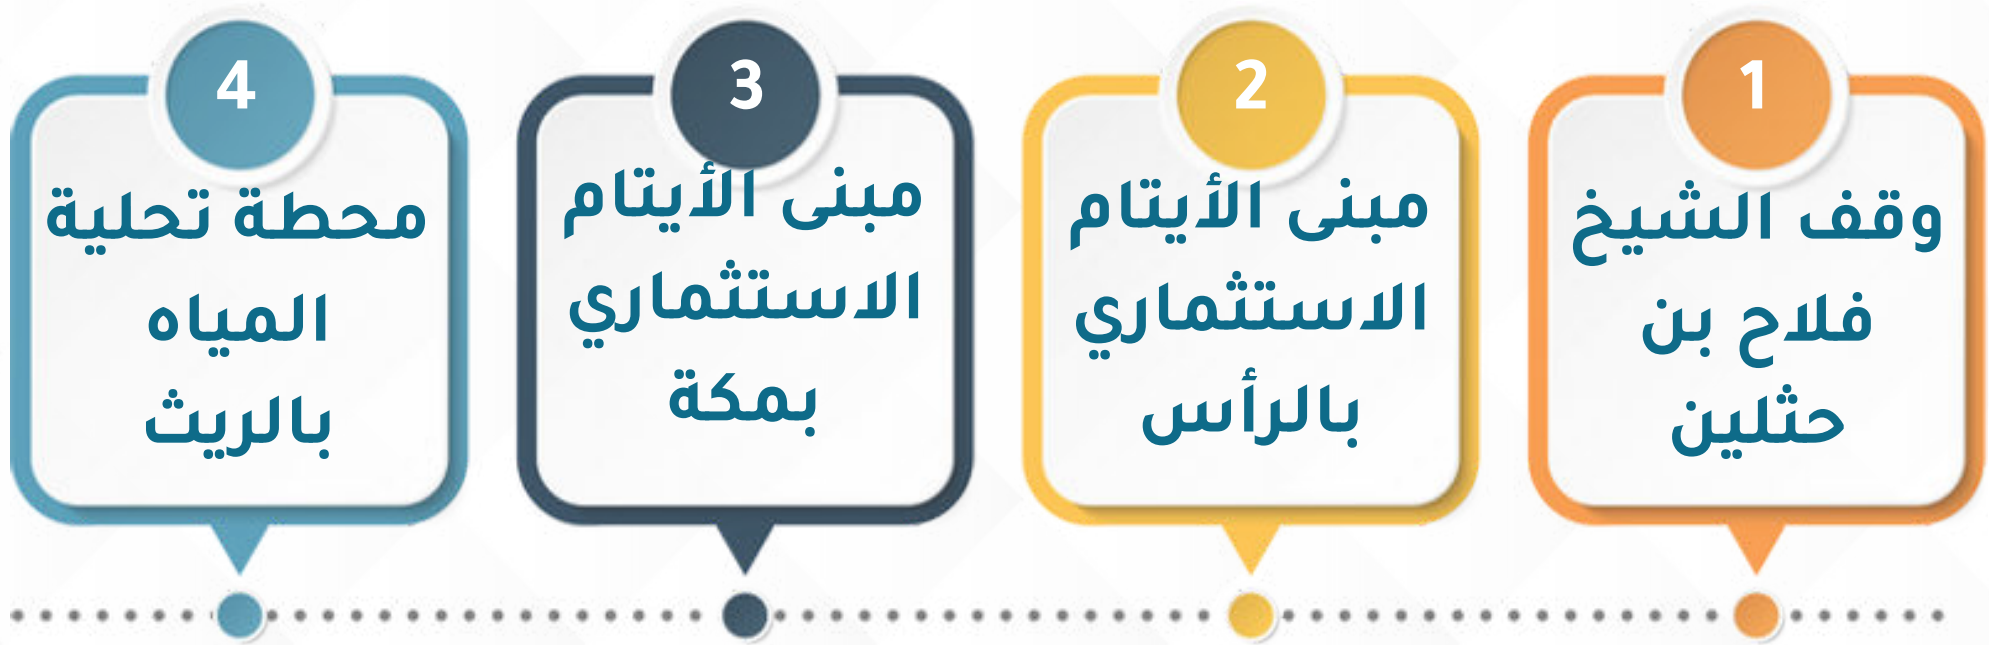 1
وقف الشيخ
فلاح بن
حثلين
2
مبنى الأيتام
الاستثماري
بالرأس
3
مبنى الأيتام
الاستثماري
بمكة
4
محطة تحلية
المياه
بالريث